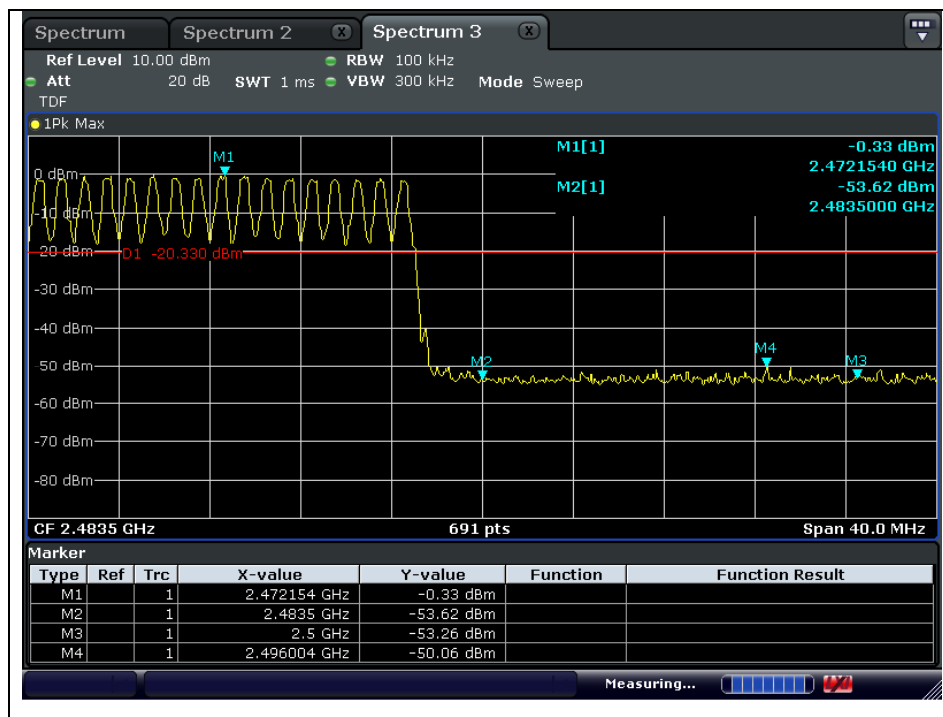 Spectrum Spectrum 2 X Spectrum 3 X
Ref Level 10.00 dBm RBW 100 kHz
Att 20 dB SWT 1 ms VBW 300 kHz Mode Sweep
TDF
1Pk Max
M1[1] -0.33 dBm
2.4721540 GHz
M2[1] -53.62 dBm
2.4835000 GHz
M1
0 dBm
-10 dBm
-20 dBm
D1 -20.330 dBm
-30 dBm
-40 dBm
M4
-50 dBm
M2
M3
-60 dBm
-70 dBm
-80 dBm
CF 2.4835 GHz 691 pts Span 40.0 MHz
Marker
Type Ref Trc X-value Y-value Function Function Result
M1 1 2.472154 GHz -0.33 dBm
M2 1 2.4835 GHz -53.62 dBm
M3 1 2.5 GHz -53.26 dBm
M4 1 2.496004 GHz -50.06 dBm
Measuring...